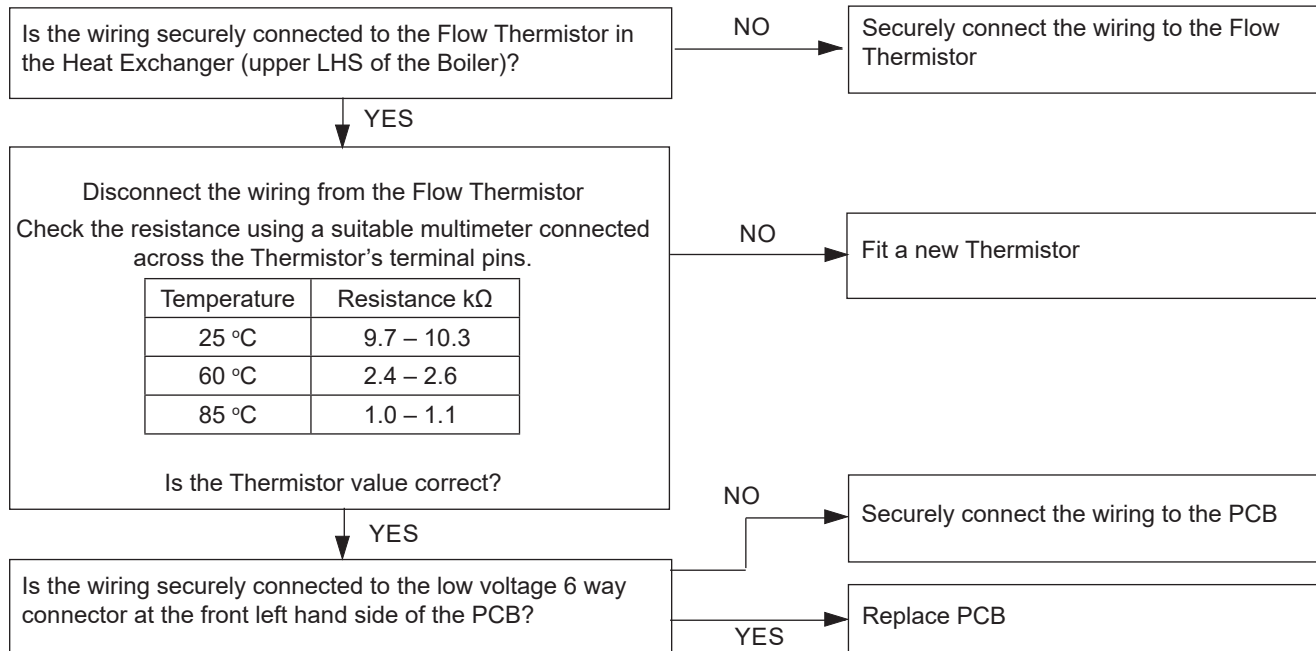 Is the wiring securely connected to the Flow Thermistor in
the Heat Exchanger (upper LHS of the Boiler)?
NO
Securely connect the wiring to the Flow
Thermistor
YES
Disconnect the wiring from the Flow Thermistor
Check the resistance using a suitable multimeter connected
across the Thermistor’s terminal pins.
Temperature Resistance kΩ
25 °C 9.7 – 10.3
60 °C 2.4 – 2.6
85 °C 1.0 – 1.1
Is the Thermistor value correct?
NO
Fit a new Thermistor
YES
Is the wiring securely connected to the low voltage 6 way
connector at the front left hand side of the PCB?
NO
Securely connect the wiring to the PCB
YES
Replace PCB